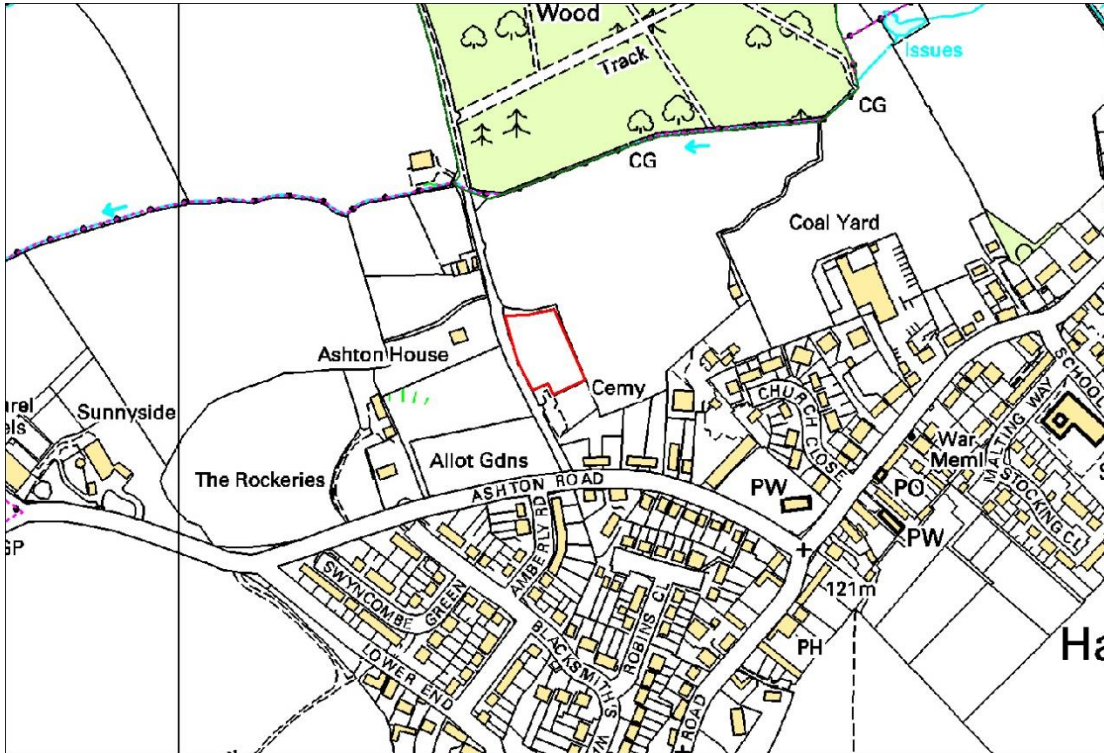 Wood
Track
Issues
CG
CG
Coal Yard
Ashton House
Cemy
Sunnyside
The Rockeries
Allot Gdns
ASHTON ROAD
CHURCH CLOSE
War
Meml
MALTING WAY
SCHOOL
STOCKING CL
PW
PO
PW
GP
AMBERLY RD
SWYNCOMBE GREEN
BLACKSMITH'S
ROBINS CL
LOWER END
121m
PH
ROAD
Ha